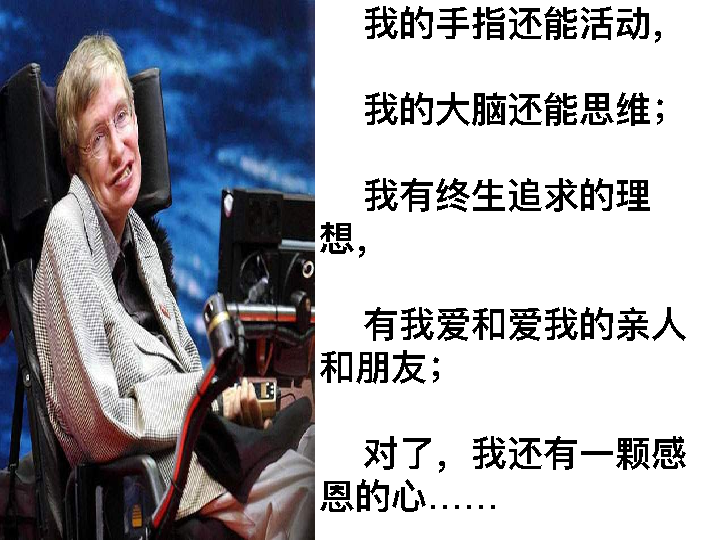 我的手指还能活动，
我的大脑还能思维；
我有终生追求的理
想，
有我爱和爱我的亲人
和朋友；
对了，我还有一颗感
恩的心……